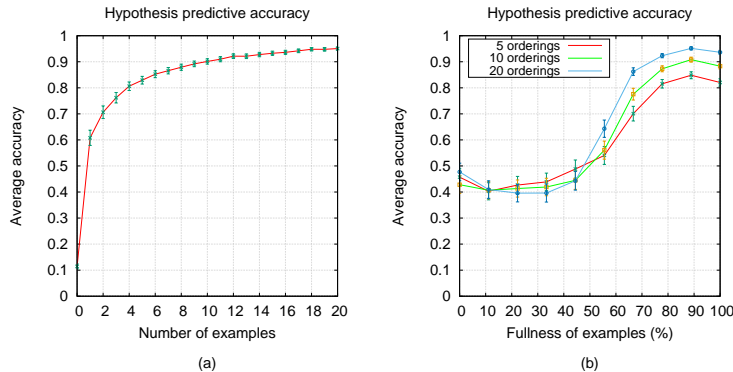 Hypothesis predictive accuracy
1
0.9
0.8
0.7
0.6
0.5
0.4
0.3
0.2
0.1
0
Average accuracy
0 2 4 6 8 10 12 14 16 18 20
Number of examples
(a)
Hypothesis predictive accuracy
5 orderings
10 orderings
20 orderings
1
0.9
0.8
0.7
0.6
0.5
0.4
0.3
0.2
0.1
0
Average accuracy
0 10 20 30 40 50 60 70 80 90 100
Fullness of examples (%)
(b)